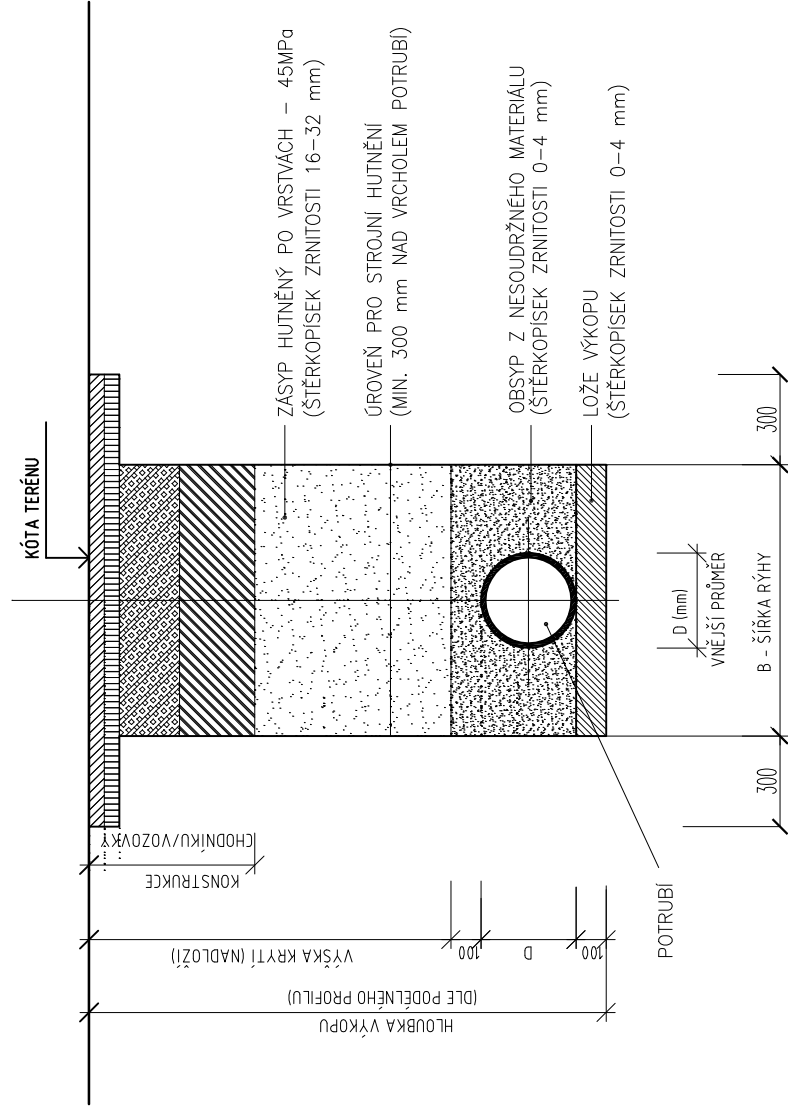 KÓTA TERÉNU
ZÁSYP HUTNĚNÝ PO VRSTVÁCH - 45MPa
(ŠTĚRKOPÍSEK ZRNITOSTI 16-32 mm)
ÚROVEŇ PRO STROJNÍ HUTNĚNÍ
(MIN. 300 mm NAD VRCHOLEM POTRUBÍ)
OBSYP Z NESOUDRŽNÉHO MATERIÁLU
(ŠTĚRKOPÍSEK ZRNITOSTI 0-4 mm)
LOŽE VÝKOPU
(ŠTĚRKOPÍSEK ZRNITOSTI 0-4 mm)
KONSTRUKCE
CHODNÍKU/VOZOVKY
VÝŠKA KRYTÍ (NADLOŽÍ)
100
D
100
HLOUBKA VÝKOPU
(DLE PODÉLNÉHO PROFILU)
POTRUBÍ
D (mm)
VNĚJŠÍ PRŮMĚR
300
B - ŠÍŘKA RÝHY
300